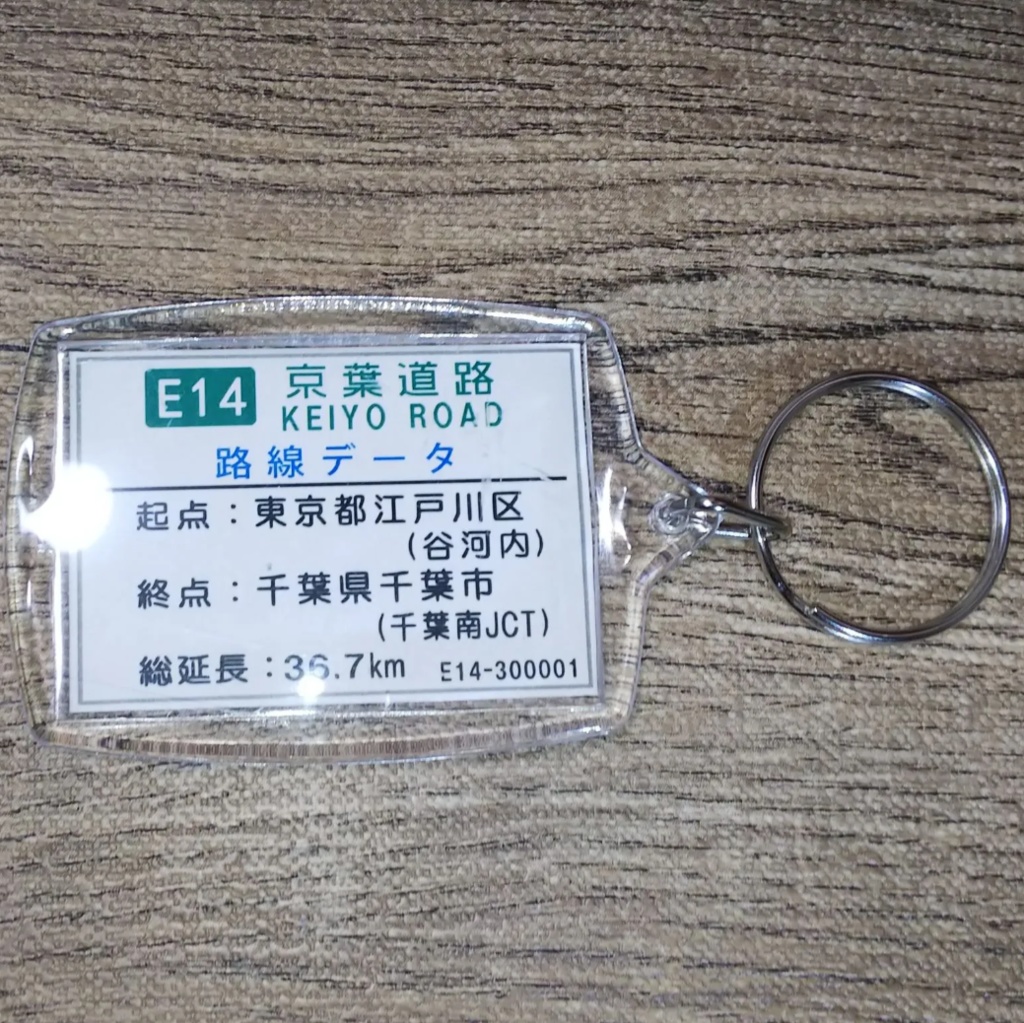 E14 京葉道路
KEIYO ROAD
路線データ
起点：東京都江戸川区
(谷河内)
終点：千葉県千葉市
(千葉南JCT)
総延長：36.7km E14-300001